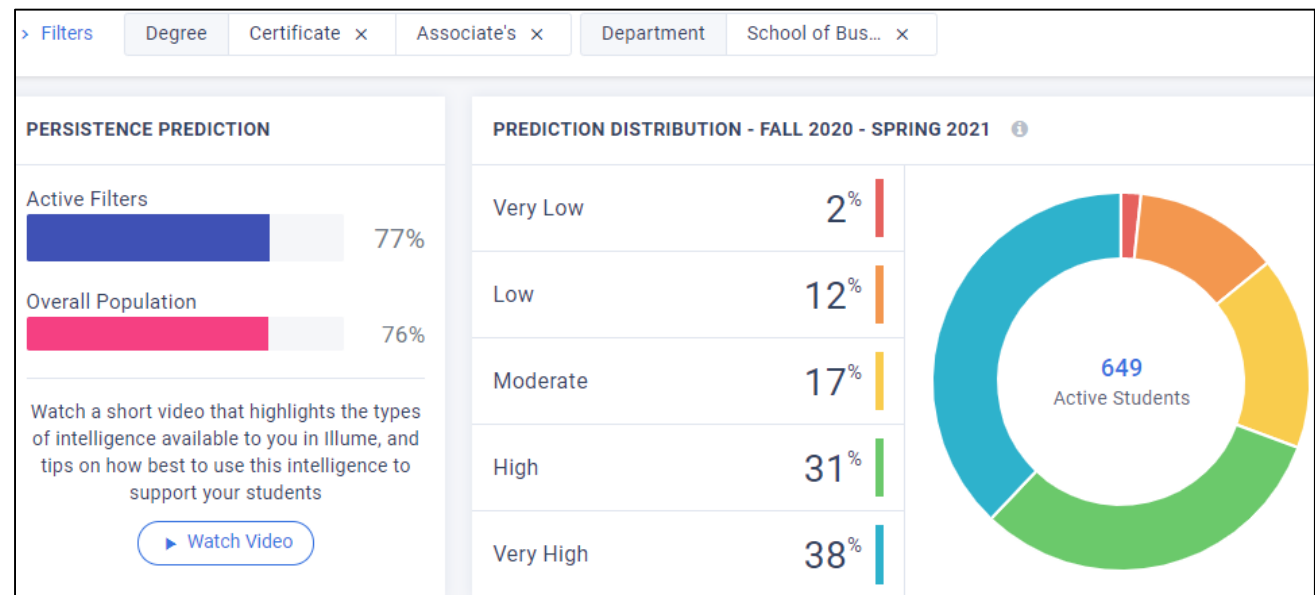 › Filters Degree Certificate × Associate's × Department School of Bus... ×
PERSISTENCE PREDICTION
Active Filters
77%
Overall Population
76%
Watch a short video that highlights the types
of intelligence available to you in Illume, and
tips on how best to use this intelligence to
support your students
Watch Video
PREDICTION DISTRIBUTION - FALL 2020 - SPRING 2021
Very Low 2%
Low 12%
Moderate 17%
High 31%
Very High 38%
649
Active Students